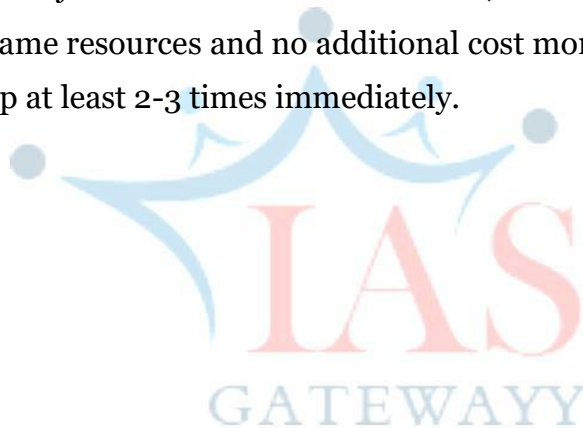 ame resources and no additional cost mor
p at least 2-3 times immediately.
IAS
GATEWAYY